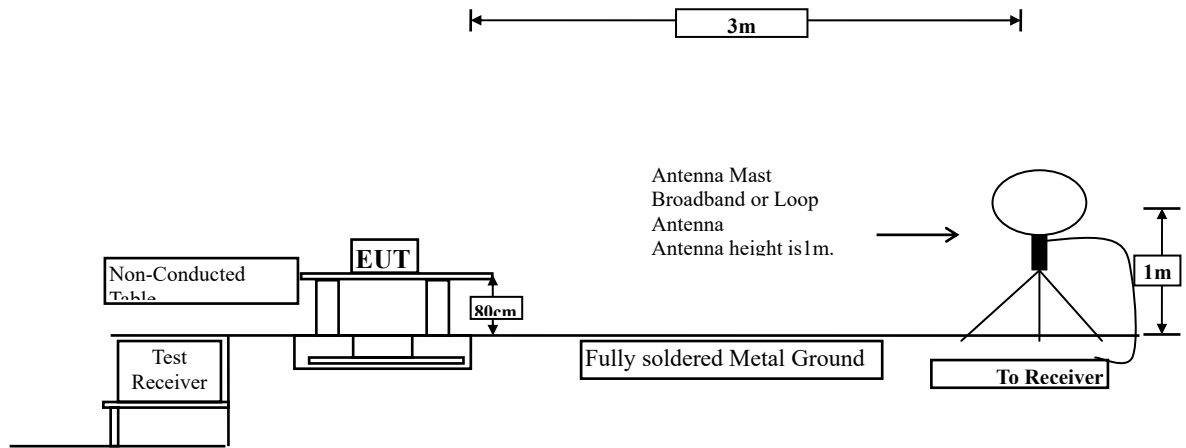 3m
Antenna Mast
Broadband or Loop
Antenna
Antenna height is1m.
EUT
Non-Conducted
Table
80cm
1m
Test
Receiver
Fully soldered Metal Ground
To Receiver